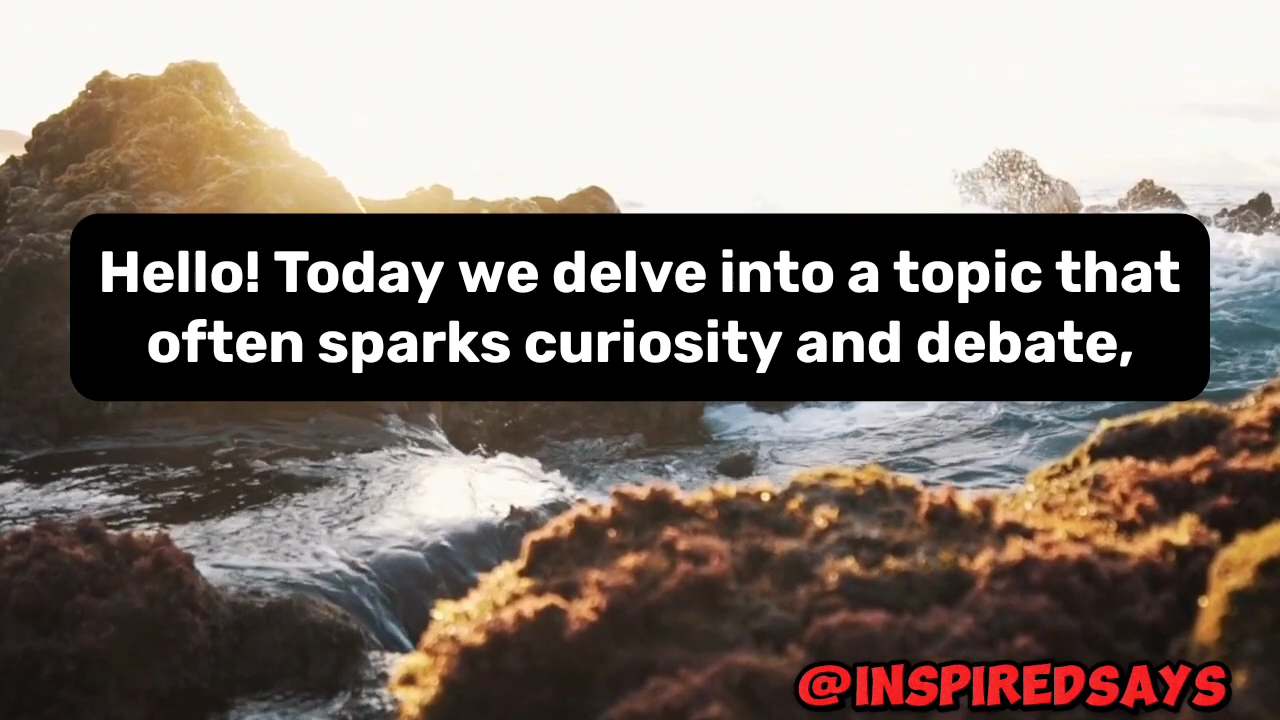 Hello! Today we delve into a topic that
often sparks curiosity and debate,
@INSPIREDSAYS